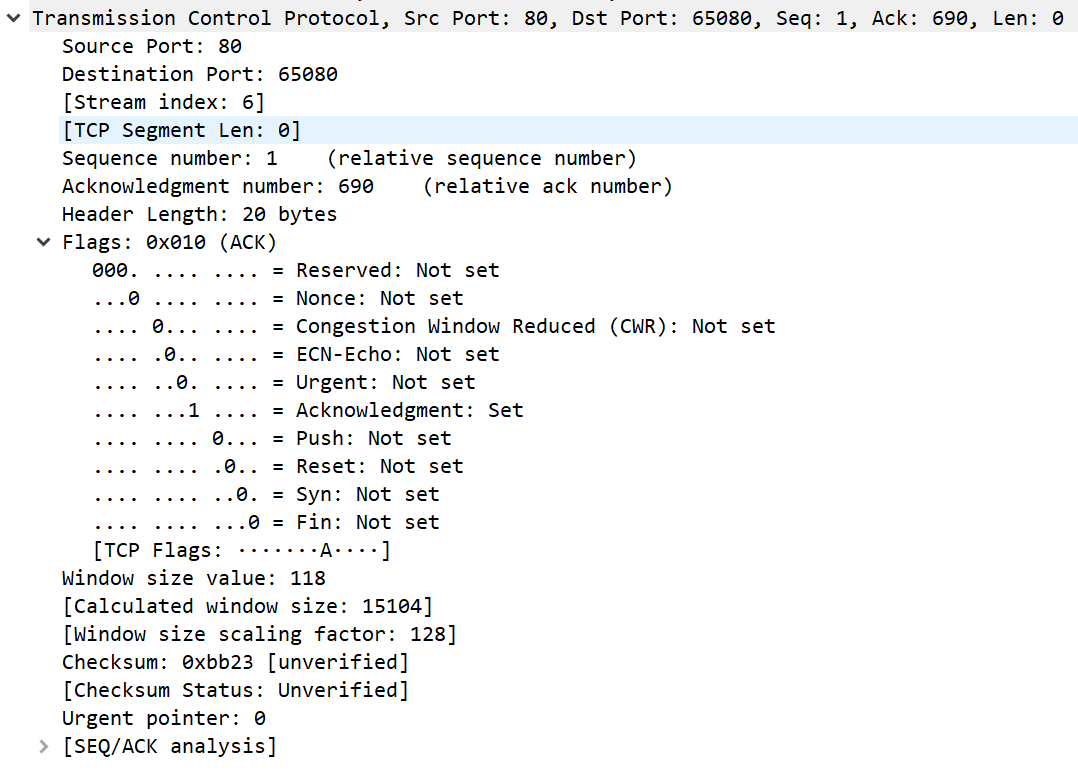 Transmission Control Protocol, Src Port: 80, Dst Port: 65080, Seq: 1, Ack: 690, Len: 0
Source Port: 80
Destination Port: 65080
[Stream index: 6]
[TCP Segment Len: 0]
Sequence number: 1    (relative sequence number)
Acknowledgment number: 690    (relative ack number)
Header Length: 20 bytes
Flags: 0x010 (ACK)
000. .... .... = Reserved: Not set
...0 .... .... = Nonce: Not set
.... 0... .... = Congestion Window Reduced (CWR): Not set
.... .0.. .... = ECN-Echo: Not set
.... ..0. .... = Urgent: Not set
.... ...1 .... = Acknowledgment: Set
.... .... 0... = Push: Not set
.... .... .0.. = Reset: Not set
.... .... ..0. = Syn: Not set
.... .... ...0 = Fin: Not set
[TCP Flags: ·······A····]
Window size value: 118
[Calculated window size: 15104]
[Window size scaling factor: 128]
Checksum: 0xbb23 [unverified]
[Checksum Status: Unverified]
Urgent pointer: 0
[SEQ/ACK analysis]